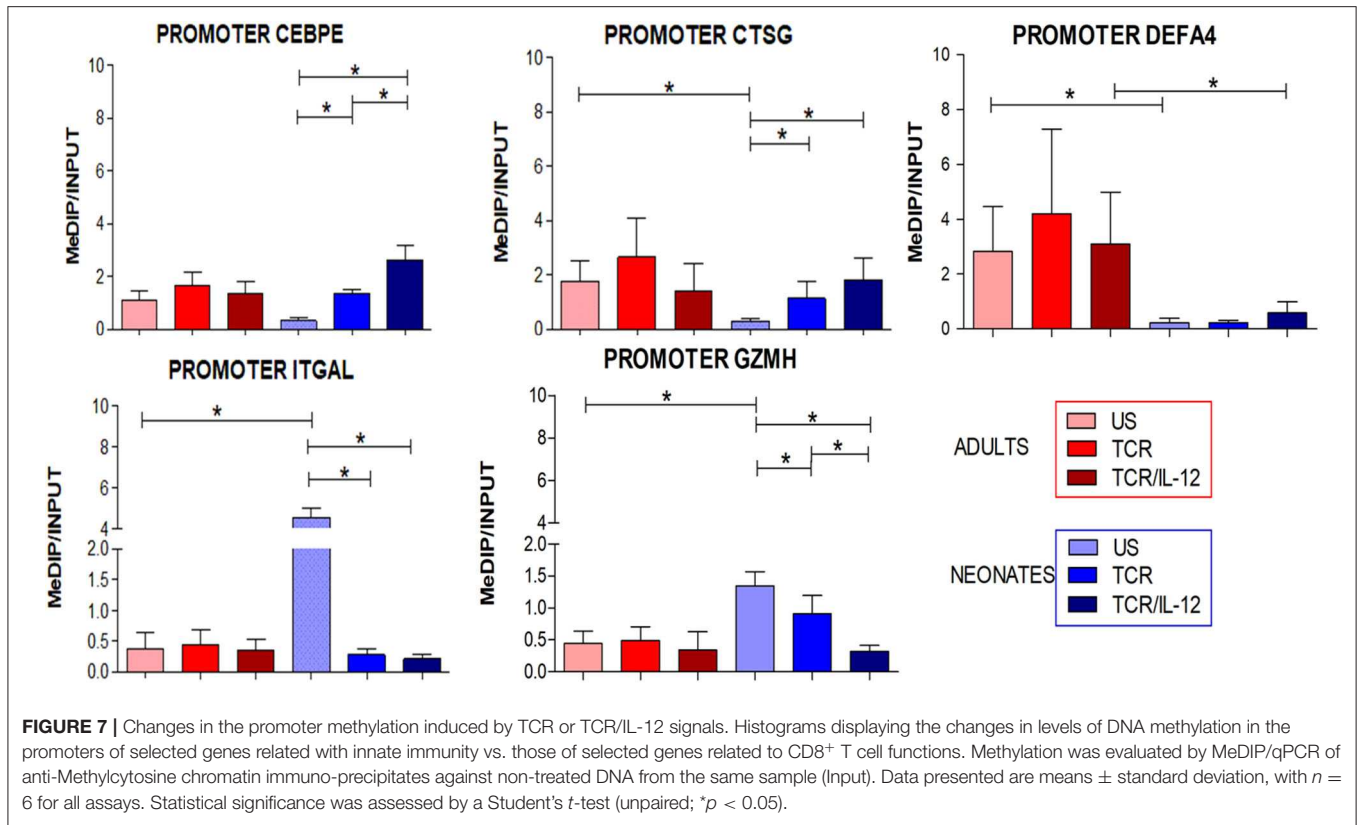 PROMOTER CEBPE
10
8
6
4
2
0
MeDIP/INPUT
*
*
*
PROMOTER CTSG
10
8
6
4
2
0
MeDIP/INPUT
*
*
*
PROMOTER DEFA4
10
8
6
4
2
0
MeDIP/INPUT
*
*
PROMOTER ITGAL
10
8
6
4
2.0
1.5
1.0
0.5
0.0
MeDIP/INPUT
*
*
*
PROMOTER GZMH
10
8
6
4
2.0
1.5
1.0
0.5
0.0
MeDIP/INPUT
*
*
*
*
ADULTS
US
TCR
TCR/IL-12
NEONATES
US
TCR
TCR/IL-12
FIGURE 7 | Changes in the promoter methylation induced by TCR or TCR/IL-12 signals. Histograms displaying the changes in levels of DNA methylation in the
promoters of selected genes related with innate immunity vs. those of selected genes related to CD8+ T cell functions. Methylation was evaluated by MeDIP/qPCR of
anti-Methylcytosine chromatin immuno-precipitates against non-treated DNA from the same sample (Input). Data presented are means ± standard deviation, with n =
6 for all assays. Statistical significance was assessed by a Student's t-test (unpaired; *p < 0.05).